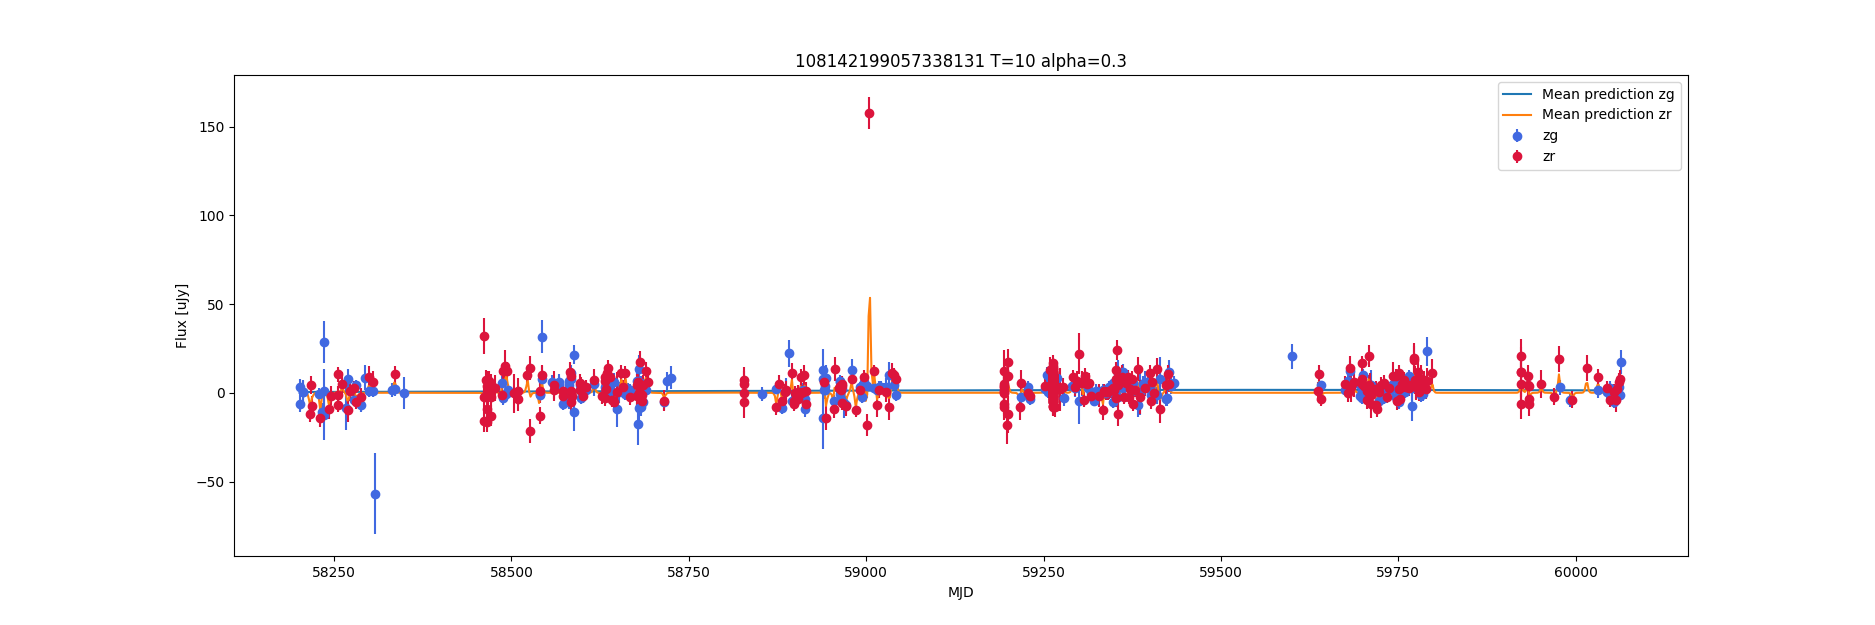 108142199057338131 T=10 alpha=0.3
Mean prediction zg
Mean prediction zr
zg
zr
Flux [uJy]
150
100
50
0
−50
58250 58500 58750 59000 59250 59500 59750 60000
MJD